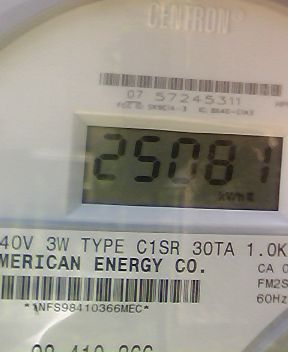 CENTRON®
07 57245311
25081
kWh
40V 3W TYPE C1SR 30TA 1.0K
MERICAN ENERGY CO.
CA 0
FM2S
60Hz
*1NFS98410366MEC*